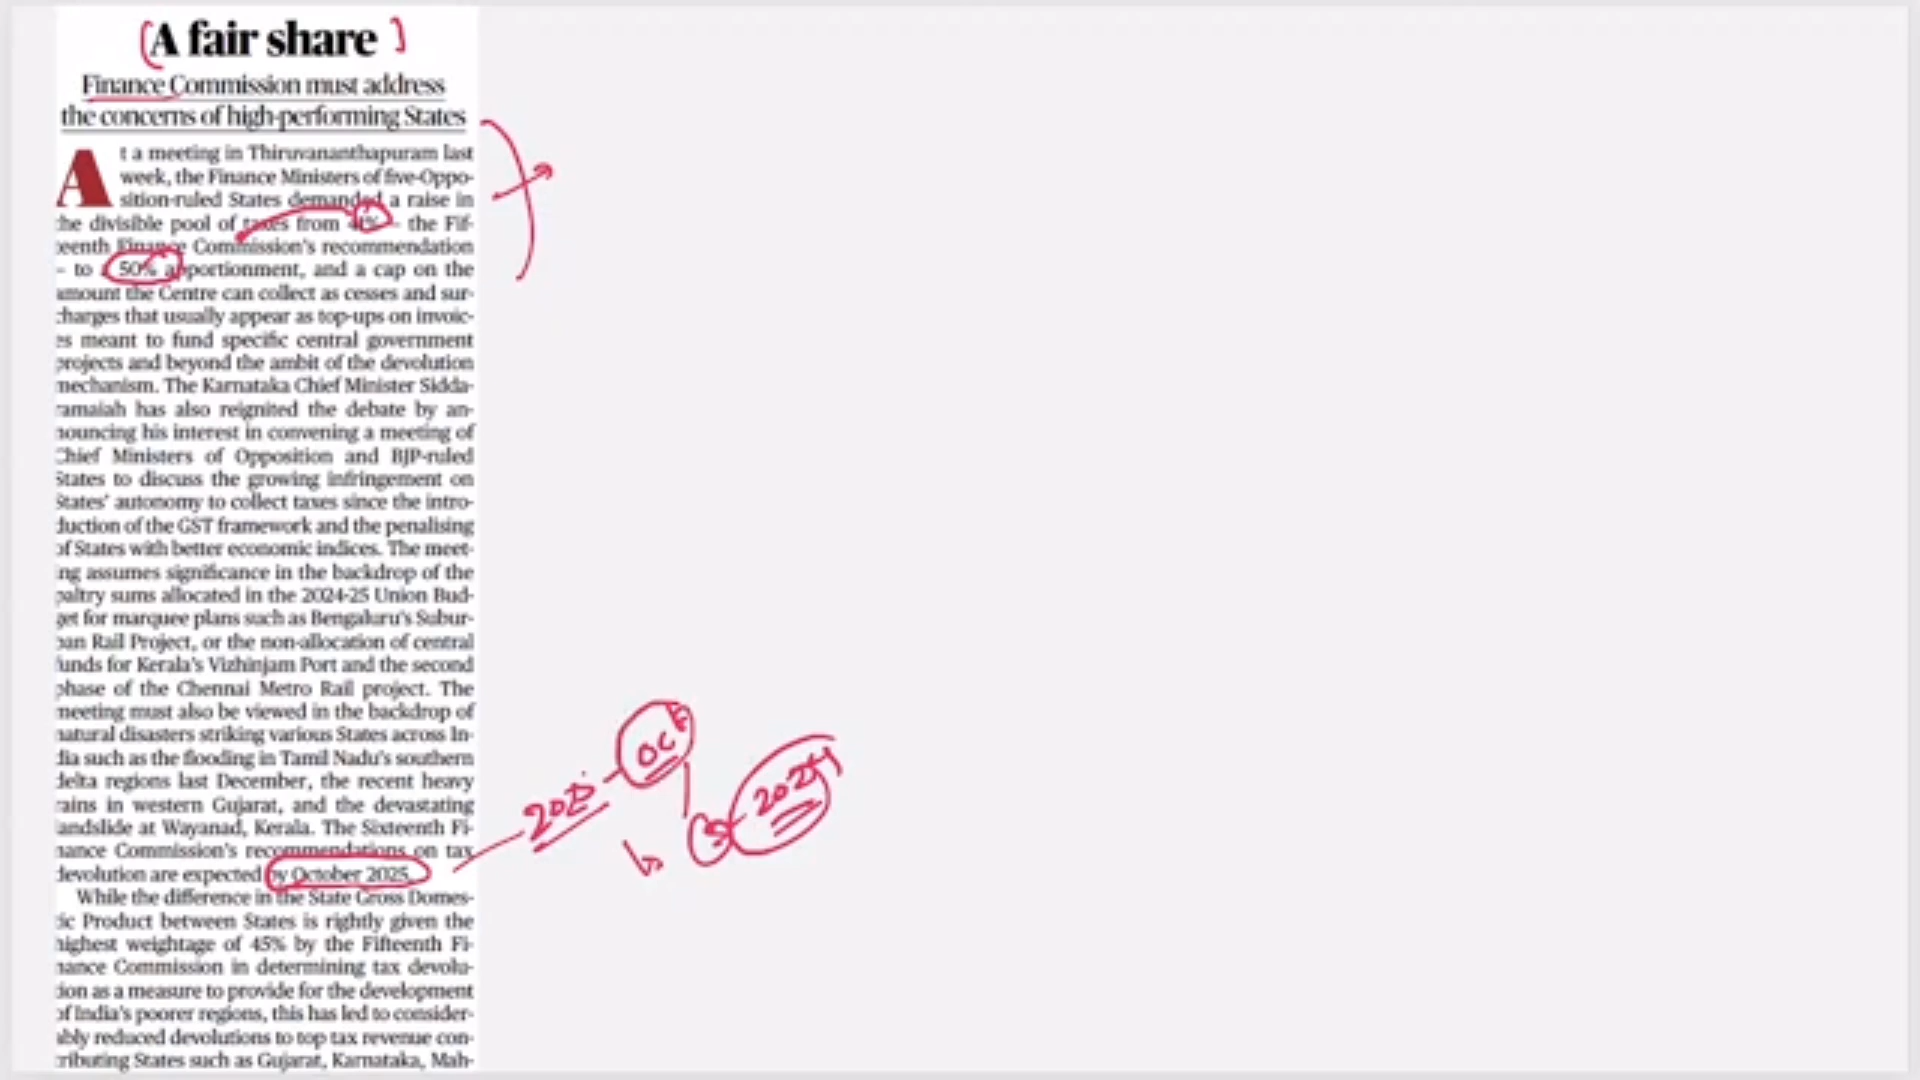 A fair share
Finance Commission must address
the concerns of high-performing States
At a meeting in Thiruvananthapuram last
week, the Finance Ministers of five-Oppo-
sition-ruled States demanded a raise in
the divisible pool of taxes from 41% – the Fif-
teenth Finance Commission's recommendation
– to a 50% apportionment, and a cap on the
amount the Centre can collect as cesses and sur-
charges that usually appear as top-ups on invoic-
es meant to fund specific central government
projects and beyond the ambit of the devolution
mechanism. The Karnataka Chief Minister Sidda-
ramaiah has also reignited the debate by an-
nouncing his interest in convening a meeting of
Chief Ministers of Opposition and BJP-ruled
States to discuss the growing infringement on
States' autonomy to collect taxes since the intro-
duction of the GST framework and the penalising
of States with better economic indices. The meet-
ing assumes significance in the backdrop of the
paltry sums allocated in the 2024-25 Union Bud-
get for marquee plans such as Bengaluru's Subur-
ban Rail Project, or the non-allocation of central
funds for Kerala's Vizhinjam Port and the second
phase of the Chennai Metro Rail project. The
meeting must also be viewed in the backdrop of
natural disasters striking various States across In-
dia such as the flooding in Tamil Nadu's southern
delta regions last December, the recent heavy
rains in western Gujarat, and the devastating
landslide at Wayanad, Kerala. The Sixteenth Fi-
nance Commission's recommendations on tax
devolution are expected by October 2025.
While the difference in the State Gross Domes-
tic Product between States is rightly given the
highest weightage of 45% by the Fifteenth Fi-
nance Commission in determining tax devolu-
tion as a measure to provide for the development
of India's poorer regions, this has led to consider-
ably reduced devolutions to top tax revenue con-
tributing States such as Gujarat, Karnataka, Mah-
2025
Oct
2024